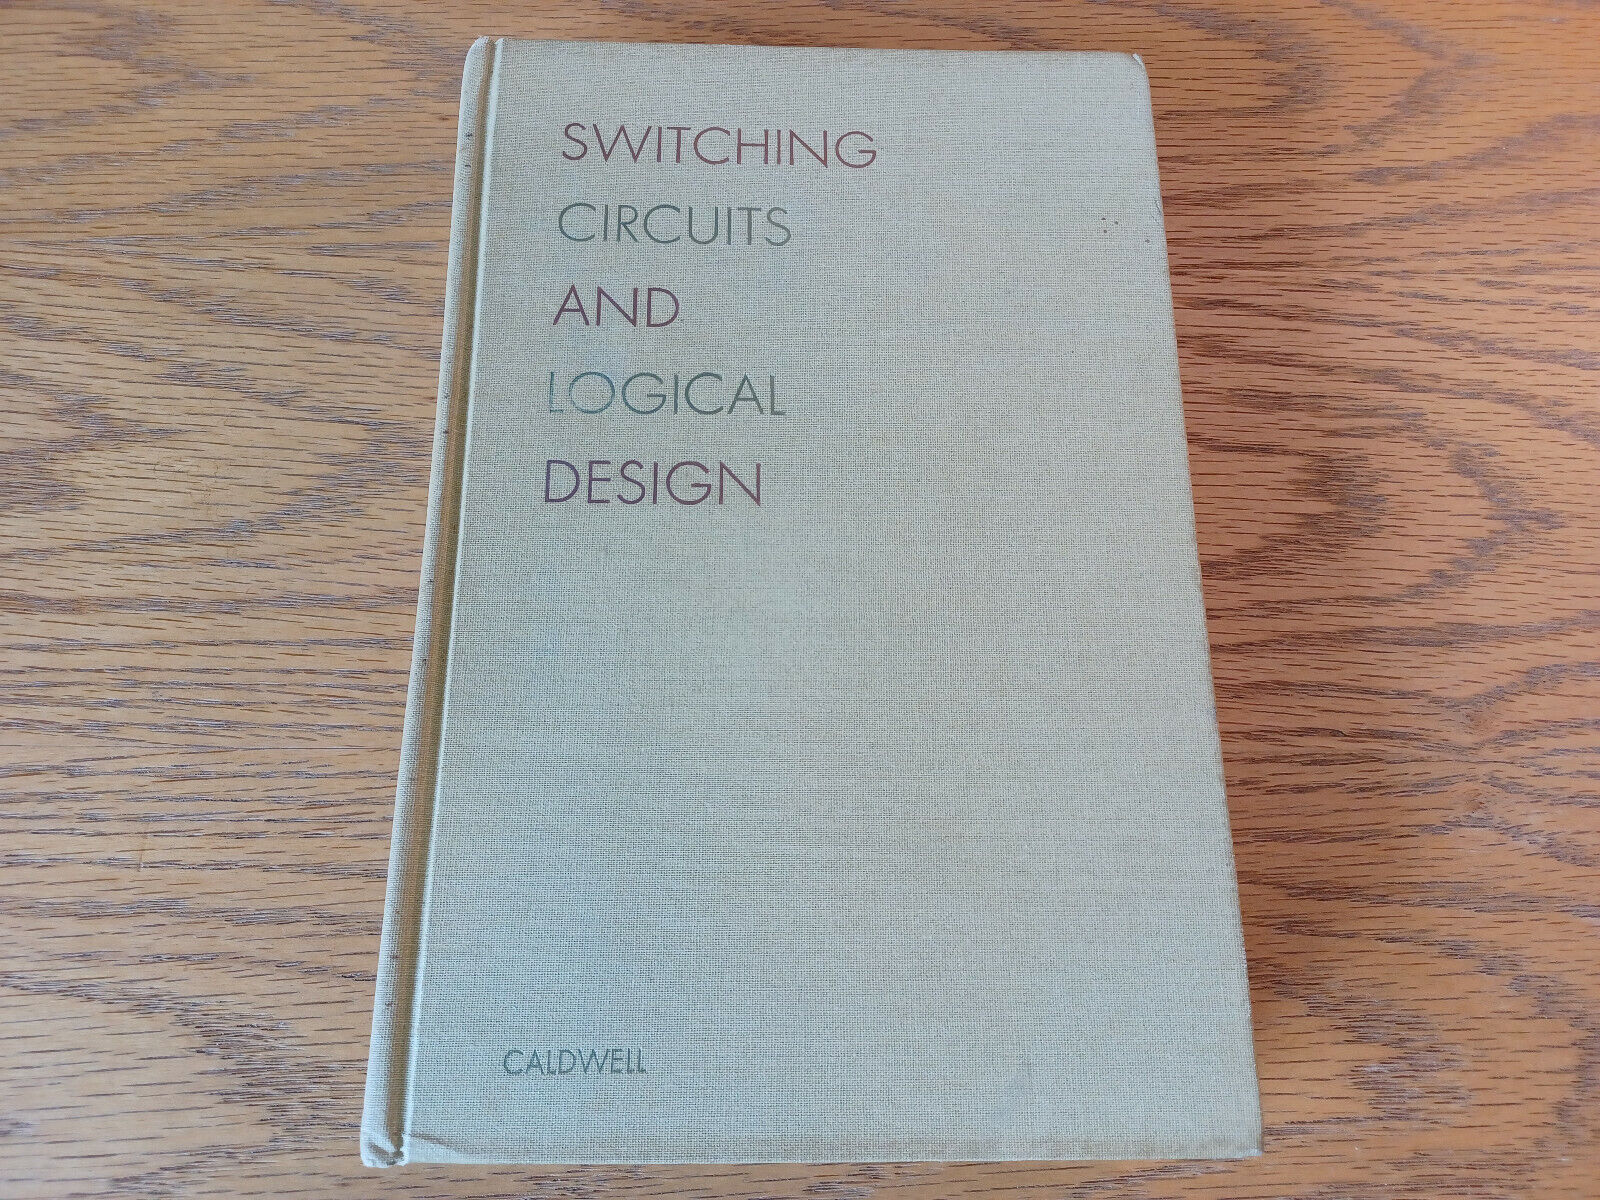 SWITCHING
CIRCUITS
AND
LOGICAL
DESIGN
CALDWELL